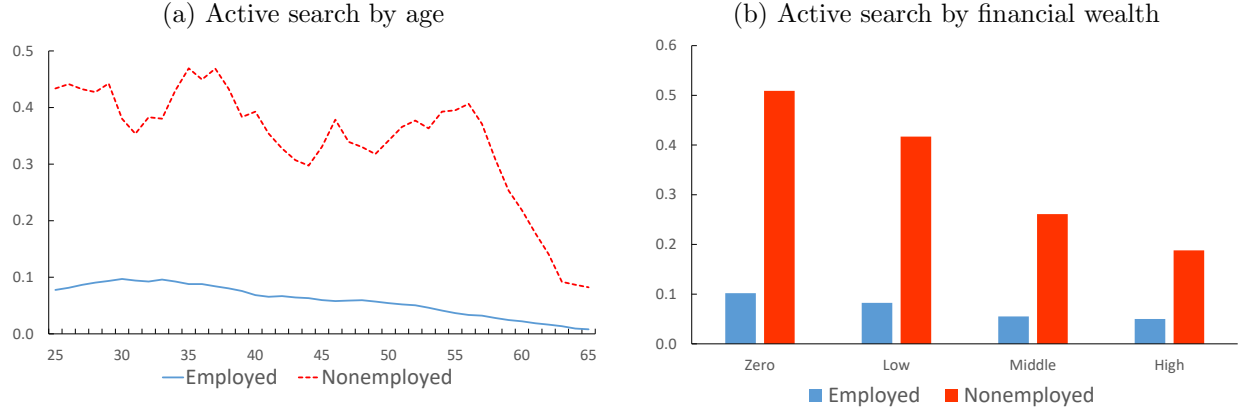 (a) Active search by age
0.5
0.4
0.3
0.2
0.1
0.0
25 30 35 40 45 50 55 60 65
Employed Nonemployed
(b) Active search by financial wealth
0.6
0.5
0.4
0.3
0.2
0.1
0.0
Zero Low Middle High
Employed Nonemployed